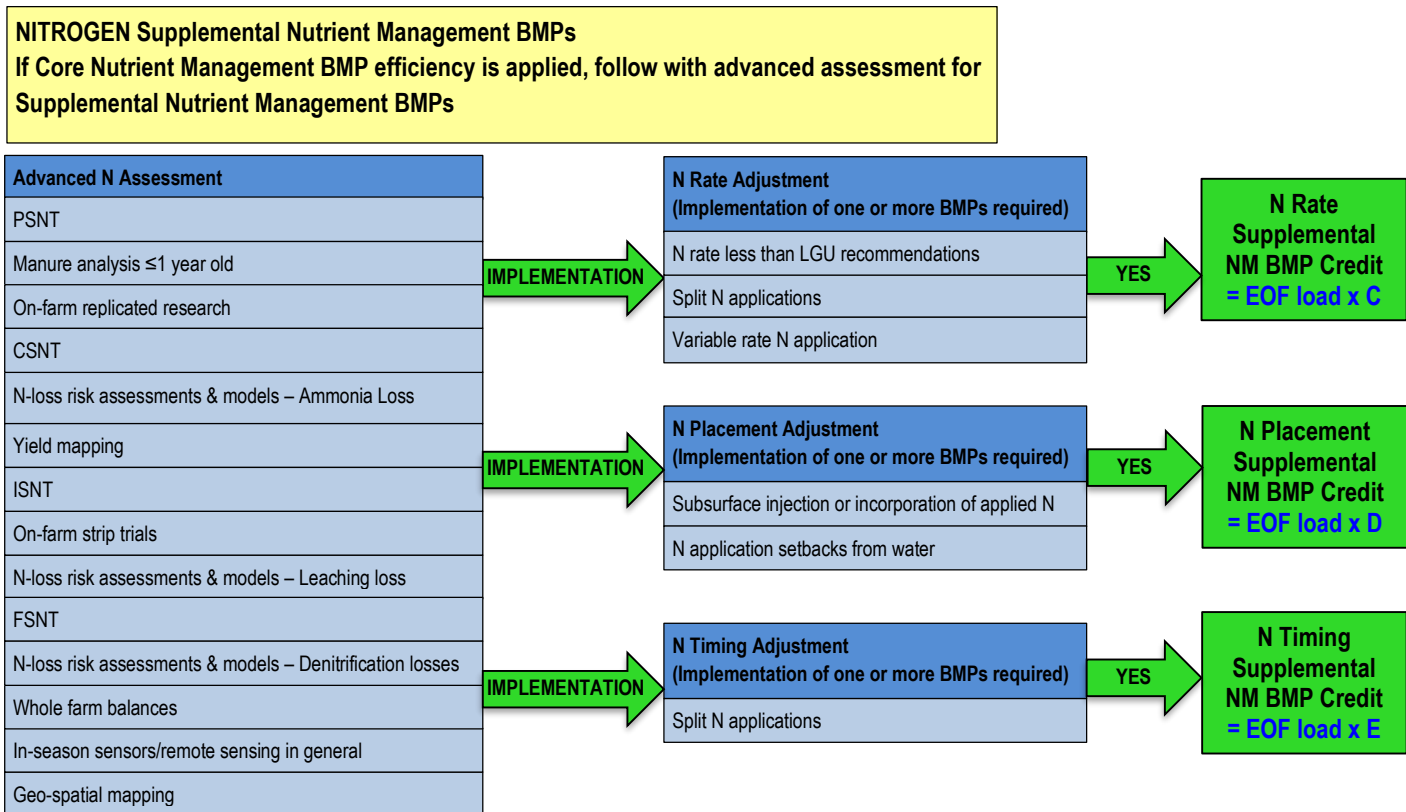 NITROGEN Supplemental Nutrient Management BMPs
If Core Nutrient Management BMP efficiency is applied, follow with advanced assessment for
Supplemental Nutrient Management BMPs
Advanced N Assessment
PSNT
Manure analysis ≤1 year old
On-farm replicated research
CSNT
N-loss risk assessments & models – Ammonia Loss
Yield mapping
ISNT
On-farm strip trials
N-loss risk assessments & models – Leaching loss
FSNT
N-loss risk assessments & models – Denitrification losses
Whole farm balances
In-season sensors/remote sensing in general
Geo-spatial mapping
IMPLEMENTATION
N Rate Adjustment
(Implementation of one or more BMPs required)
N rate less than LGU recommendations
Split N applications
Variable rate N application
YES
N Rate
Supplemental
NM BMP Credit
= EOF load x C
IMPLEMENTATION
N Placement Adjustment
(Implementation of one or more BMPs required)
Subsurface injection or incorporation of applied N
N application setbacks from water
YES
N Placement
Supplemental
NM BMP Credit
= EOF load x D
IMPLEMENTATION
N Timing Adjustment
(Implementation of one or more BMPs required)
Split N applications
YES
N Timing
Supplemental
NM BMP Credit
= EOF load x E